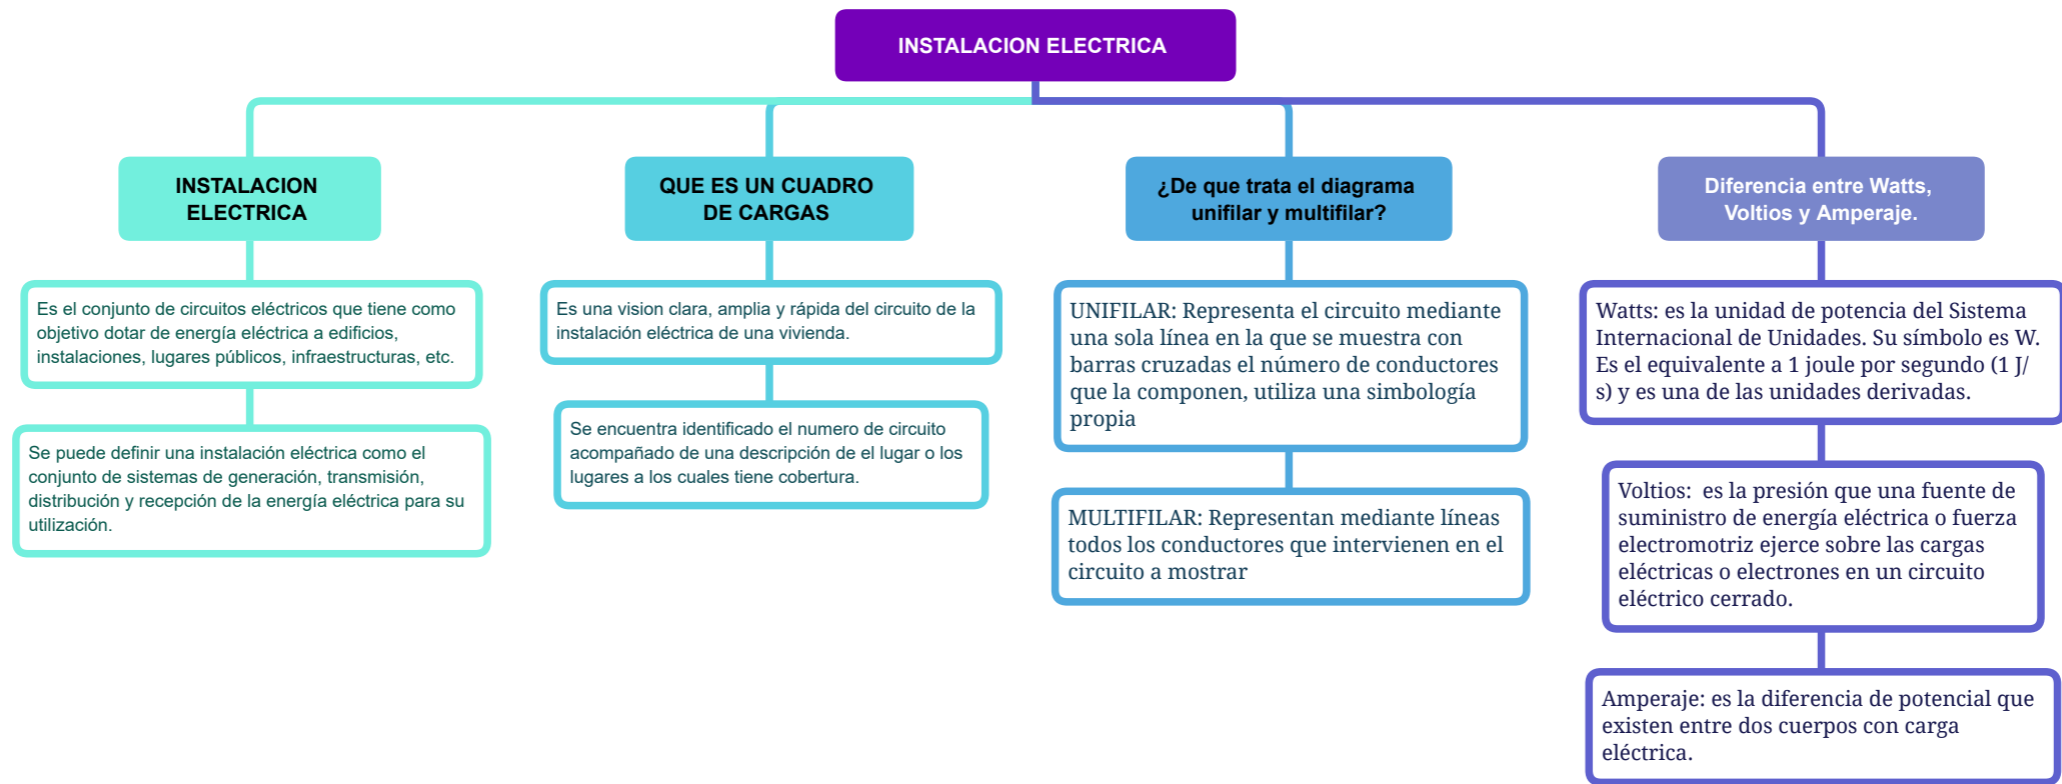 INSTALACION ELECTRICA
INSTALACION
ELECTRICA
Es el conjunto de circuitos eléctricos que tiene como
objetivo dotar de energía eléctrica a edificios,
instalaciones, lugares públicos, infraestructuras, etc.
Se puede definir una instalación eléctrica como el
conjunto de sistemas de generación, transmisión,
distribución y recepción de la energía eléctrica para su
utilización.
QUE ES UN CUADRO
DE CARGAS
Es una vision clara, amplia y rápida del circuito de la
instalación eléctrica de una vivienda.
Se encuentra identificado el numero de circuito
acompañado de una descripción de el lugar o los
lugares a los cuales tiene cobertura.
¿De que trata el diagrama
unifilar y multifilar?
UNIFILAR: Representa el circuito mediante
una sola línea en la que se muestra con
barras cruzadas el número de conductores
que la componen, utiliza una simbología
propia
MULTIFILAR: Representan mediante líneas
todos los conductores que intervienen en el
circuito a mostrar
Diferencia entre Watts,
Voltios y Amperaje.
Watts: es la unidad de potencia del Sistema
Internacional de Unidades. Su símbolo es W.
Es el equivalente a 1 joule por segundo (1 J/
s) y es una de las unidades derivadas.
Voltios: es la presión que una fuente de
suministro de energía eléctrica o fuerza
electromotriz ejerce sobre las cargas
eléctricas o electrones en un circuito
eléctrico cerrado.
Amperaje: es la diferencia de potencial que
existen entre dos cuerpos con carga
eléctrica.